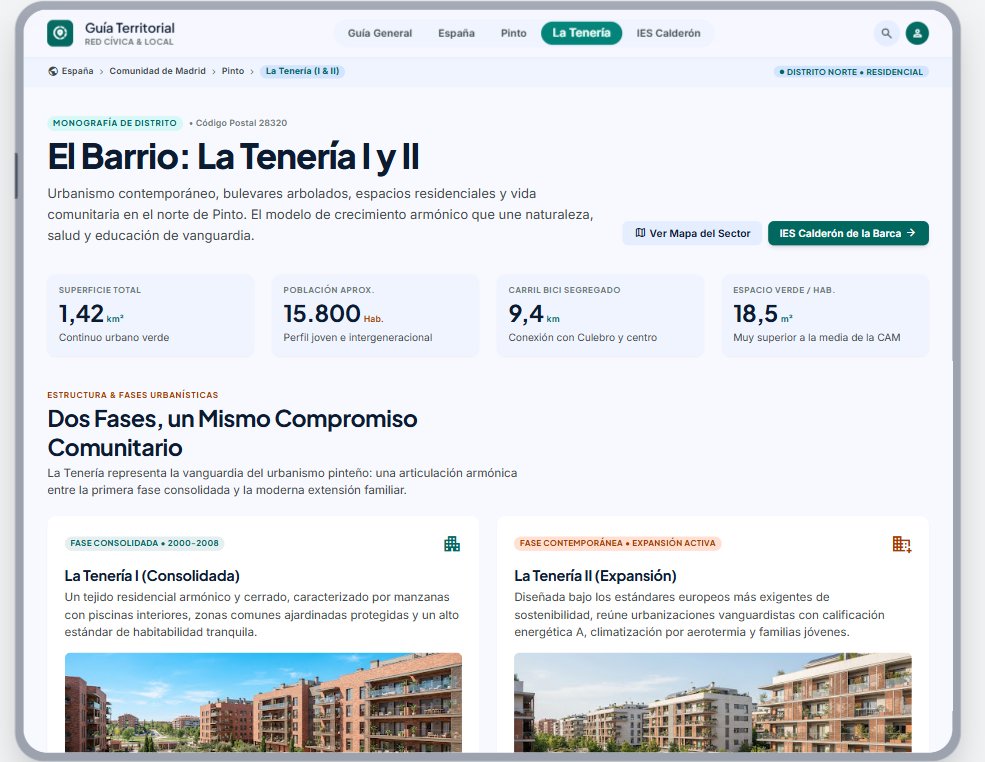 Guía Territorial
RED CÍVICA & LOCAL
Guía General España Pinto La Tenería IES Calderón
España › Comunidad de Madrid › Pinto › La Tenería (I & II)
• DISTRITO NORTE • RESIDENCIAL
MONOGRAFÍA DE DISTRITO • Código Postal 28320
El Barrio: La Tenería I y II
Urbanismo contemporáneo, bulevares arbolados, espacios residenciales y vida
comunitaria en el norte de Pinto. El modelo de crecimiento armónico que une naturaleza,
salud y educación de vanguardia.
Ver Mapa del Sector
IES Calderón de la Barca →
SUPERFICIE TOTAL
1,42 km²
Continuo urbano verde
POBLACIÓN APROX.
15.800 Hab.
Perfil joven e intergeneracional
CARRIL BICI SEGREGADO
9,4 km
Conexión con Culebro y centro
ESPACIO VERDE / HAB.
18,5 m²
Muy superior a la media de la CAM
ESTRUCTURA & FASES URBANÍSTICAS
Dos Fases, un Mismo Compromiso
Comunitario
La Tenería representa la vanguardia del urbanismo pinteño: una articulación armónica
entre la primera fase consolidada y la moderna extensión familiar.
FASE CONSOLIDADA • 2000–2008
La Tenería I (Consolidada)
Un tejido residencial armónico y cerrado, caracterizado por manzanas
con piscinas interiores, zonas comunes ajardinadas protegidas y un alto
estándar de habitabilidad tranquila.
FASE CONTEMPORÁNEA • EXPANSIÓN ACTIVA
La Tenería II (Expansión)
Diseñada bajo los estándares europeos más exigentes de
sostenibilidad, reúne urbanizaciones vanguardistas con calificación
energética A, climatización por aerotermia y familias jóvenes.